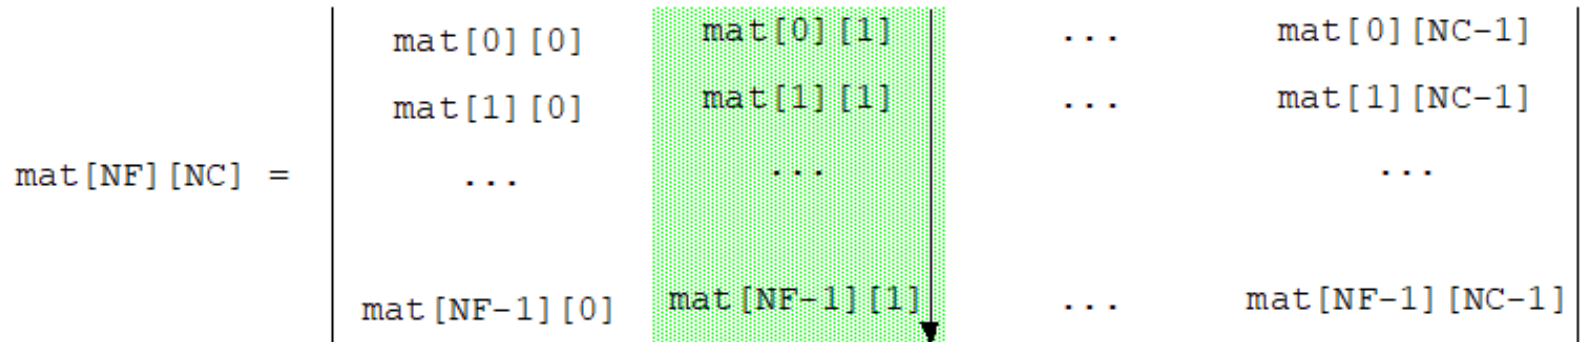 mat[0][0] mat[0][1] ... mat[0][NC-1]
mat[1][0] mat[1][1] ... mat[1][NC-1]
mat[NF][NC] = ... ... ...
mat[NF-1][0] mat[NF-1][1] ... mat[NF-1][NC-1]